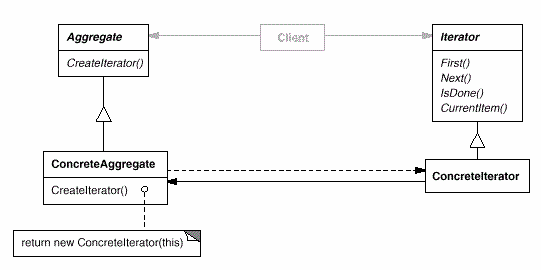 Aggregate
CreateIterator()
Client
Iterator
First()
Next()
IsDone()
CurrentItem()
ConcreteAggregate
CreateIterator()
ConcreteIterator
return new ConcreteIterator(this)